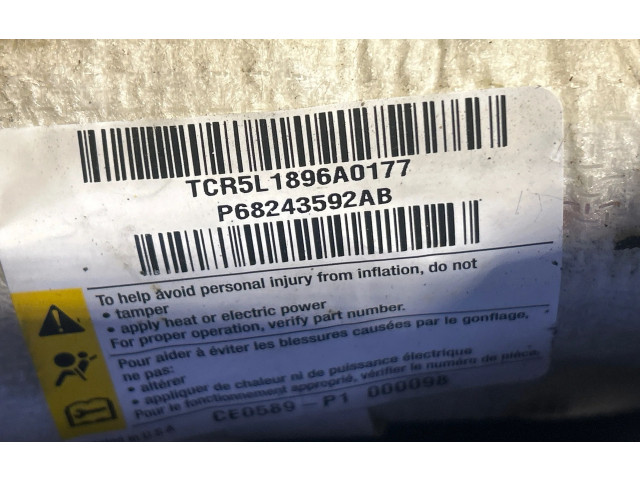 TCR5L1896A0177
P68243592AB
To help avoid personal injury from inflation, do not
• tamper
• apply heat or electric power
For proper operation, verify part number.
Pour aider à éviter les blessures causées par le gonflage,
ne pas:
• altérer
• appliquer de chaleur ni de puissance électrique
Pour le fonctionnement approprié, vérifier le numéro de pièce.
CE0589-P1 000098
USA